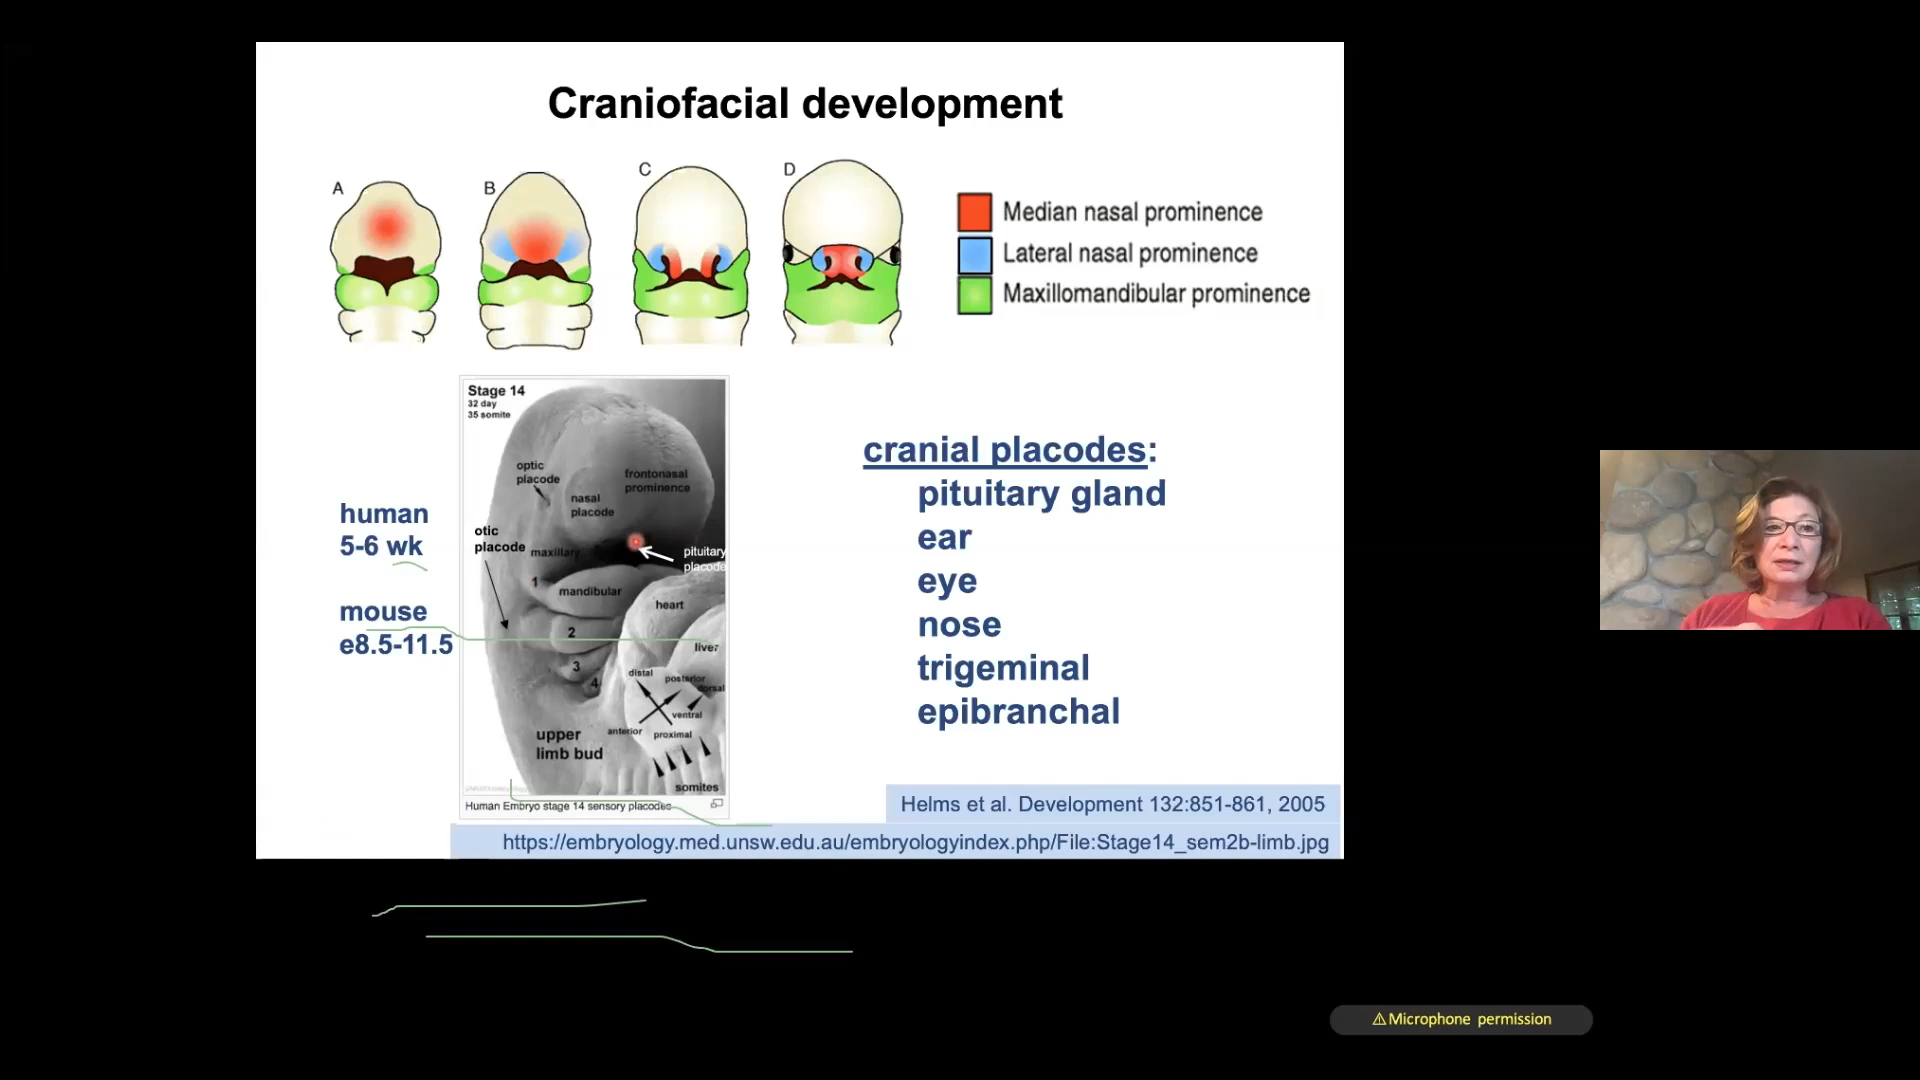 Craniofacial development
A
B
C
D
Median nasal prominence
Lateral nasal prominence
Maxillomandibular prominence
Stage 14
32 day
35 somite
optic
placode
frontonasal
prominence
nasal
placode
otic
placode
maxillary
pituitary
placode
1
mandibular
heart
2
liver
3
distal
posterior
4
dorsal
ventral
anterior
proximal
upper
limb bud
somites
Human Embryo stage 14 sensory placodes
human
5-6 wk
mouse
e8.5-11.5
cranial placodes:
pituitary gland
ear
eye
nose
trigeminal
epibranchal
Helms et al. Development 132:851-861, 2005
https://embryology.med.unsw.edu.au/embryologyindex.php/File:Stage14_sem2b-limb.jpg
⚠Microphone permission